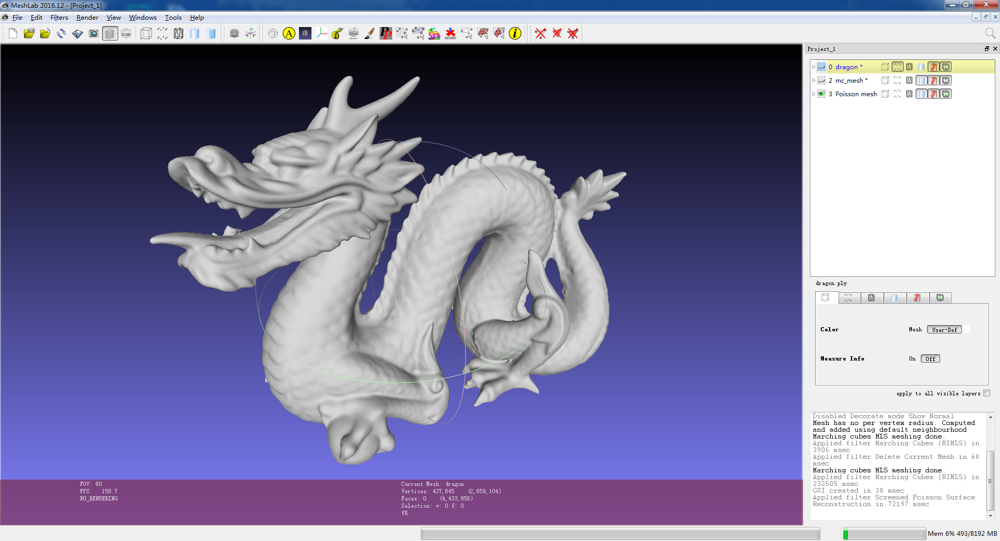 MeshLab 2016.12 - [Project_1]
File Edit Filters Render View Windows Tools Help
A
PP
GEOREF
i
Project_1
0 dragon *
2 mc_mesh *
3 Poisson mesh
dragon.ply
Color Mesh User-Def
Measure Info On Off
apply to all visible layers
Disabled Decorate mode Show Normal
Mesh has no per vertex radius. Computed
and added using default neighbourhood
Marching cubes MLS meshing done.
Applied filter Marching Cubes (RIMLS) in
3906 msec
Applied filter Delete Current Mesh in 68
msec
Marching cubes MLS meshing done.
Applied filter Marching Cubes (RIMLS) in
232505 msec
GUI created in 38 msec
Applied filter Screened Poisson Surface
Reconstruction in 72197 msec
FOV: 60
FPS: 158.7
BO_RENDERING
Current Mesh: dragon
Vertices: 437,645 (2,659,104)
Faces: 0 (4,433,856)
Selection: v: 0 f: 0
VR
Mem 6% 493/8192 MB